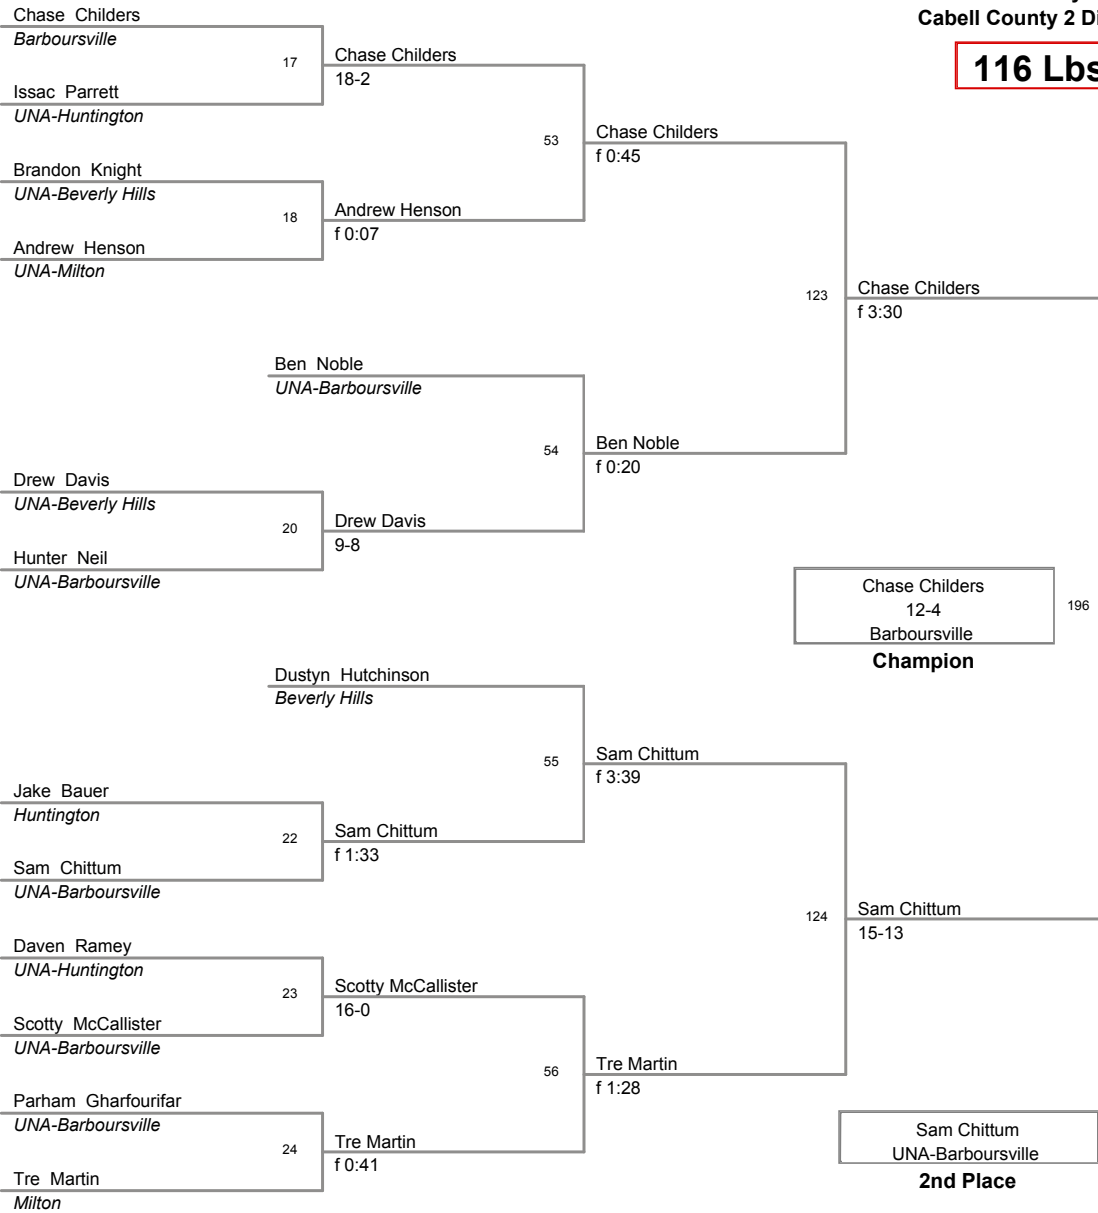 Cabell County 2 Di
116 Lbs
Chase Childers
Barboursville
17
Chase Childers
18-2
Issac Parrett
UNA-Huntington
53
Chase Childers
f 0:45
Brandon Knight
UNA-Beverly Hills
18
Andrew Henson
f 0:07
Andrew Henson
UNA-Milton
123
Chase Childers
f 3:30
Ben Noble
UNA-Barboursville
54
Ben Noble
f 0:20
Drew Davis
UNA-Beverly Hills
20
Drew Davis
9-8
Hunter Neil
UNA-Barboursville
Chase Childers
12-4
Barboursville
196
Champion
Dustyn Hutchinson
Beverly Hills
55
Sam Chittum
f 3:39
Jake Bauer
Huntington
22
Sam Chittum
f 1:33
Sam Chittum
UNA-Barboursville
124
Sam Chittum
15-13
Daven Ramey
UNA-Huntington
23
Scotty McCallister
16-0
Scotty McCallister
UNA-Barboursville
56
Tre Martin
f 1:28
Parham Gharfourifar
UNA-Barboursville
24
Tre Martin
f 0:41
Tre Martin
Milton
Sam Chittum
UNA-Barboursville
2nd Place